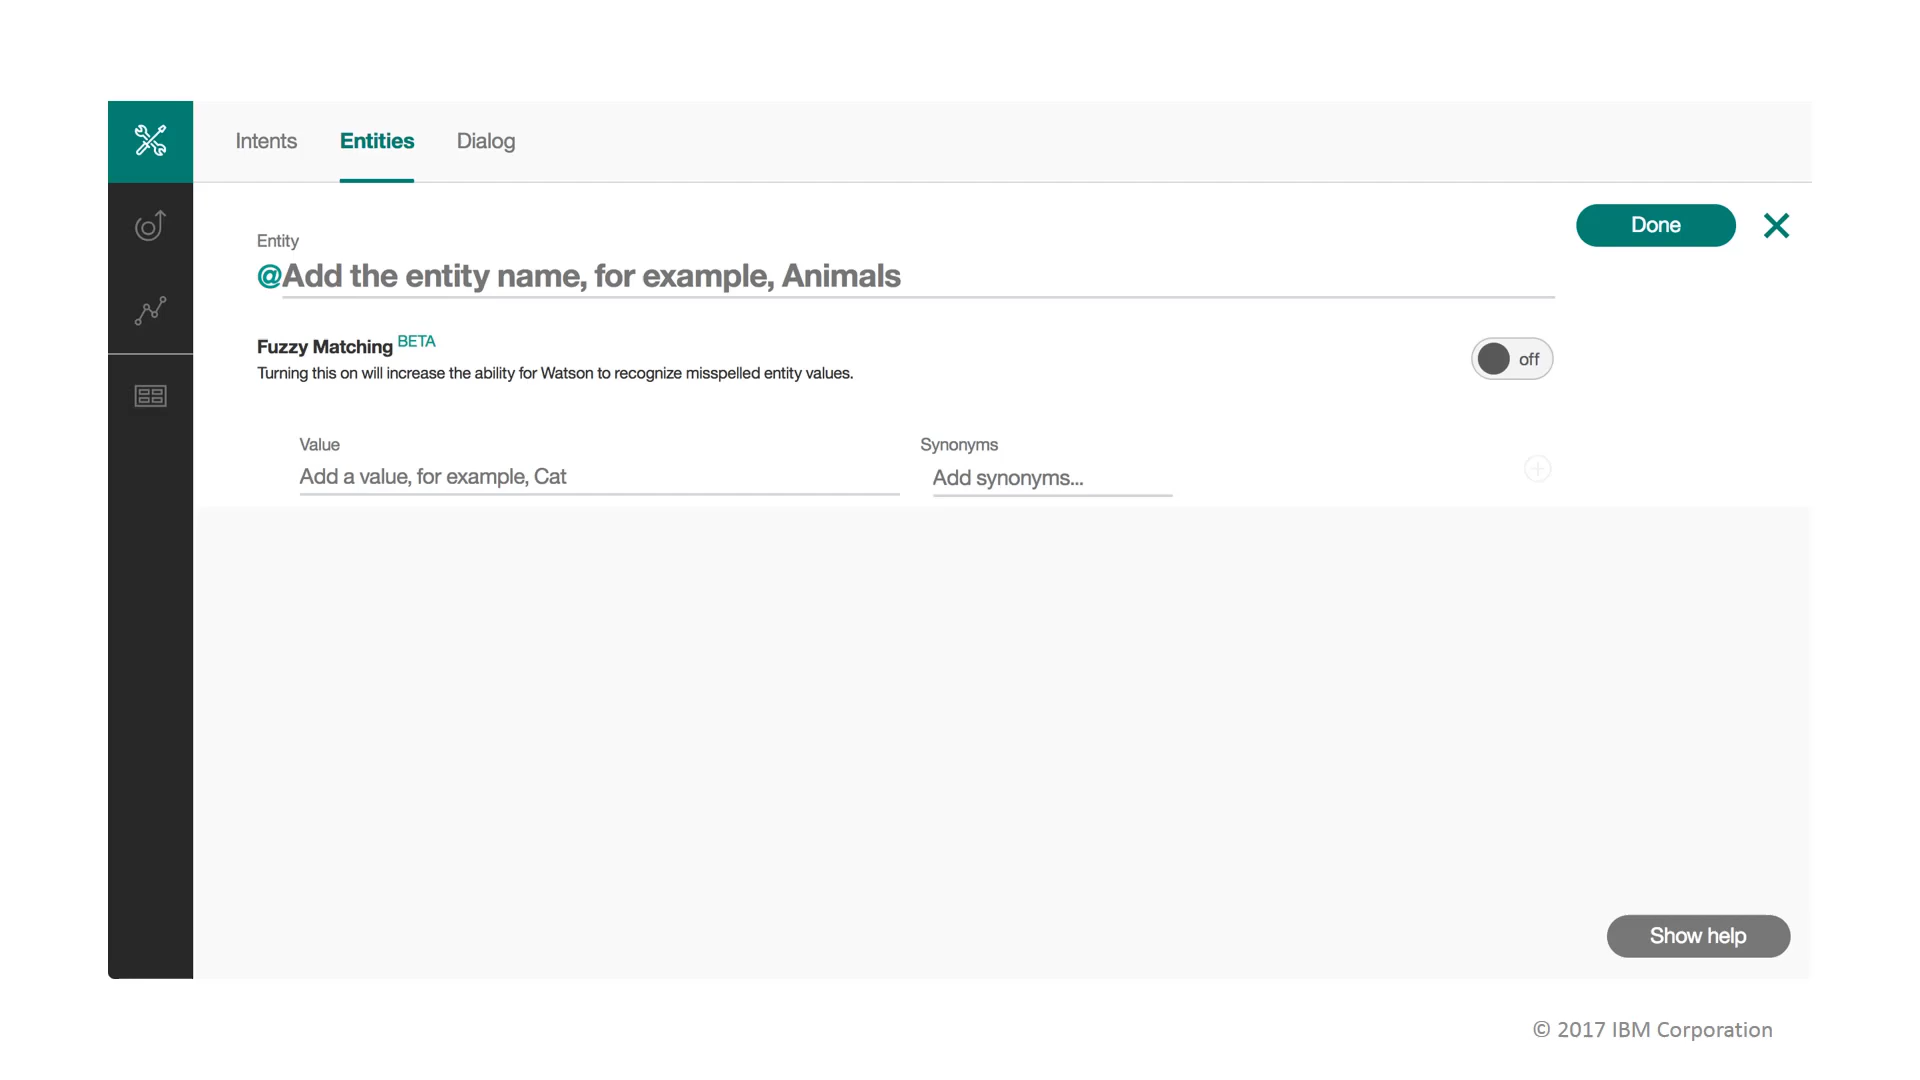 Intents Entities Dialog
Done
Entity
@Add the entity name, for example, Animals
Fuzzy Matching BETA
off
Turning this on will increase the ability for Watson to recognize misspelled entity values.
Value Synonyms
Add a value, for example, Cat Add synonyms...
Show help
© 2017 IBM Corporation